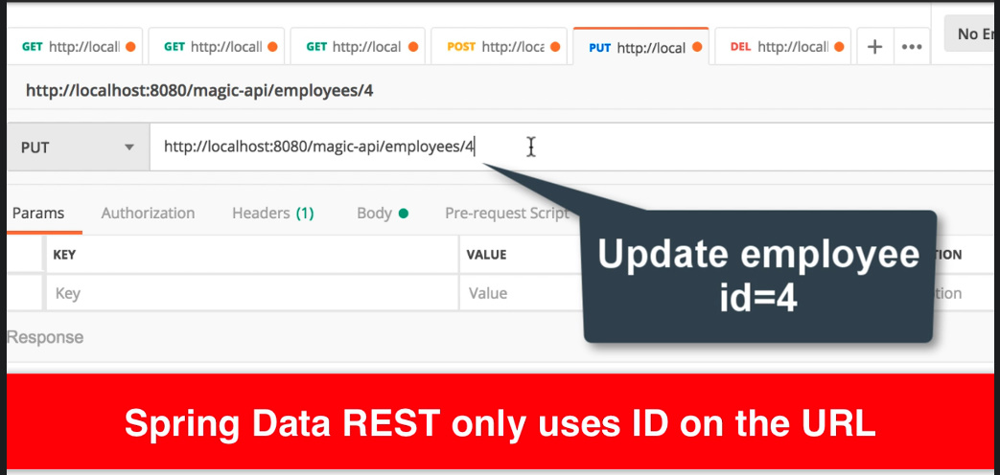 GET http://locall GET http://locall GET http://local POST http://loca PUT http://local DEL http://locall + ••• No En
http://localhost:8080/magic-api/employees/4
PUT http://localhost:8080/magic-api/employees/4
Params Authorization Headers (1) Body Pre-request Script
KEY VALUE TION
Key Value tion
Update employee
id=4
Response
Spring Data REST only uses ID on the URL